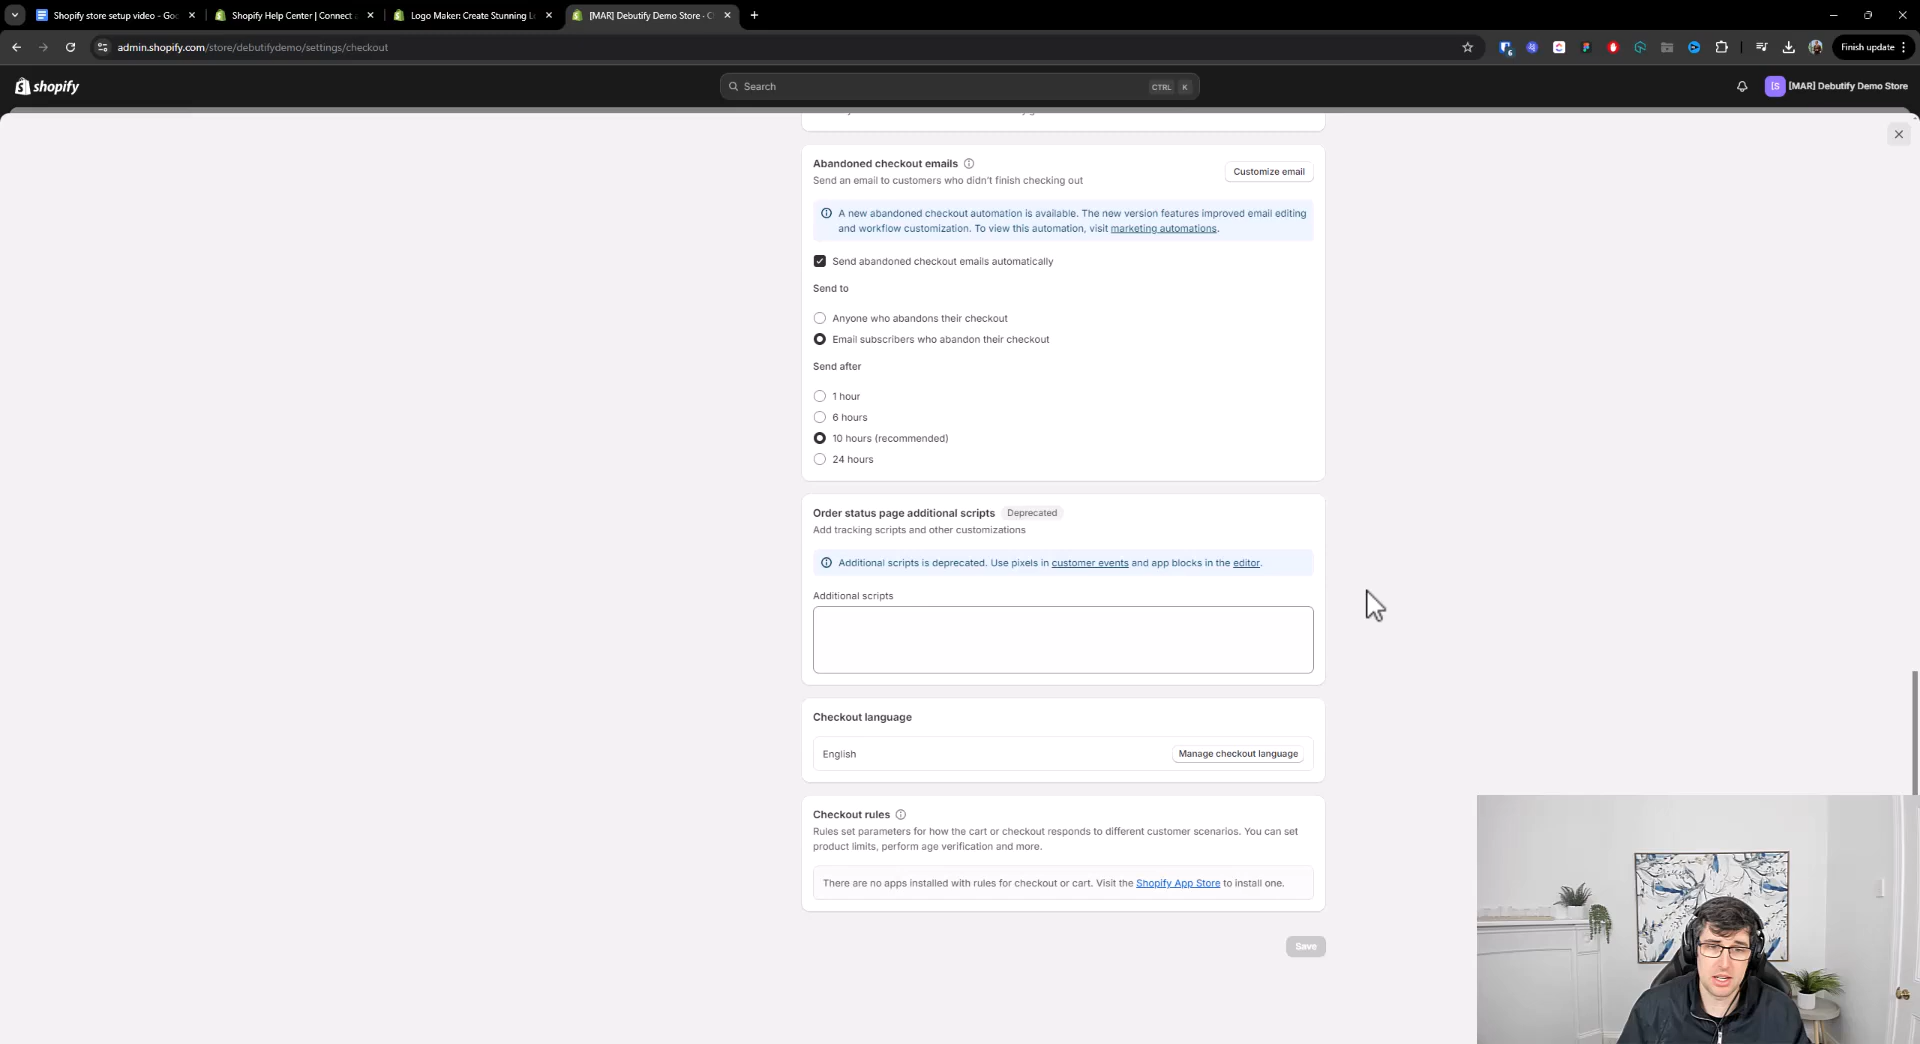 Shopify store setup video - Goo
Shopify Help Center | Connect a
Logo Maker: Create Stunning L
[MAR] Debutify Demo Store · C
admin.shopify.com/store/debutifydemo/settings/checkout
6
Finish update
shopify
Search
CTRL K
[S
[MAR] Debutify Demo Store
Abandoned checkout emails
Customize email
Send an email to customers who didn't finish checking out
A new abandoned checkout automation is available. The new version features improved email editing
and workflow customization. To view this automation, visit marketing automations.
Send abandoned checkout emails automatically
Send to
Anyone who abandons their checkout
Email subscribers who abandon their checkout
Send after
1 hour
6 hours
10 hours (recommended)
24 hours
Order status page additional scripts Deprecated
Add tracking scripts and other customizations
Additional scripts is deprecated. Use pixels in customer events and app blocks in the editor.
Additional scripts
Checkout language
English
Manage checkout language
Checkout rules
Rules set parameters for how the cart or checkout responds to different customer scenarios. You can set
product limits, perform age verification and more.
There are no apps installed with rules for checkout or cart. Visit the Shopify App Store to install one.
Save